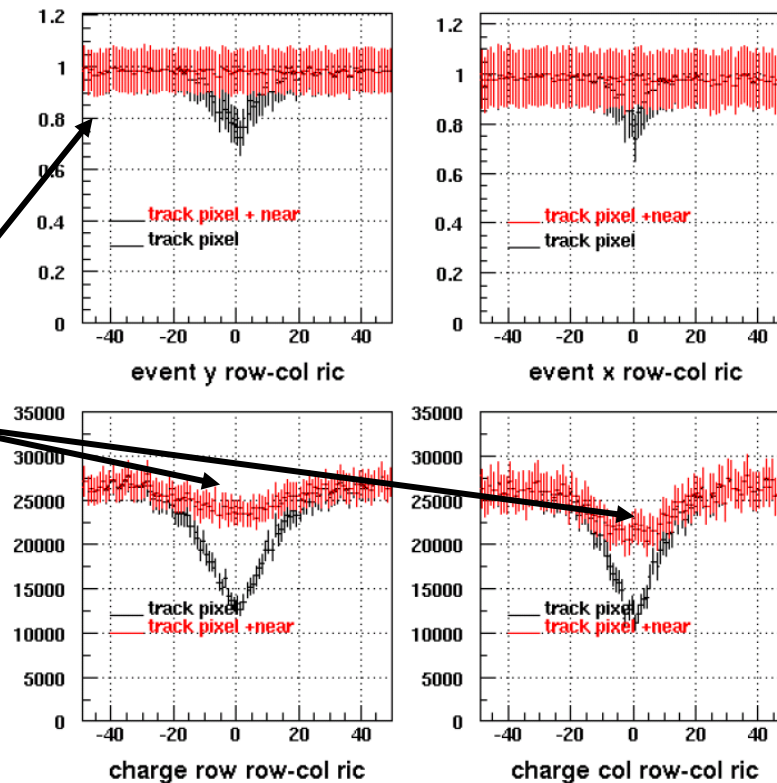 1.2
1
0.8
0.6
0.4
0.2
0
track pixel + near
track pixel
-40 -20 0 20 40
event y row-col ric
1.2
1
0.8
0.6
0.4
0.2
0
track pixel +near
track pixel
-40 -20 0 20 40
event x row-col ric
35000
30000
25000
20000
15000
10000
5000
0
track pixel
track pixel +near
-40 -20 0 20 40
charge row row-col ric
35000
30000
25000
20000
15000
10000
5000
0
track pixel
track pixel +near
-40 -20 0 20 40
charge col row-col ric